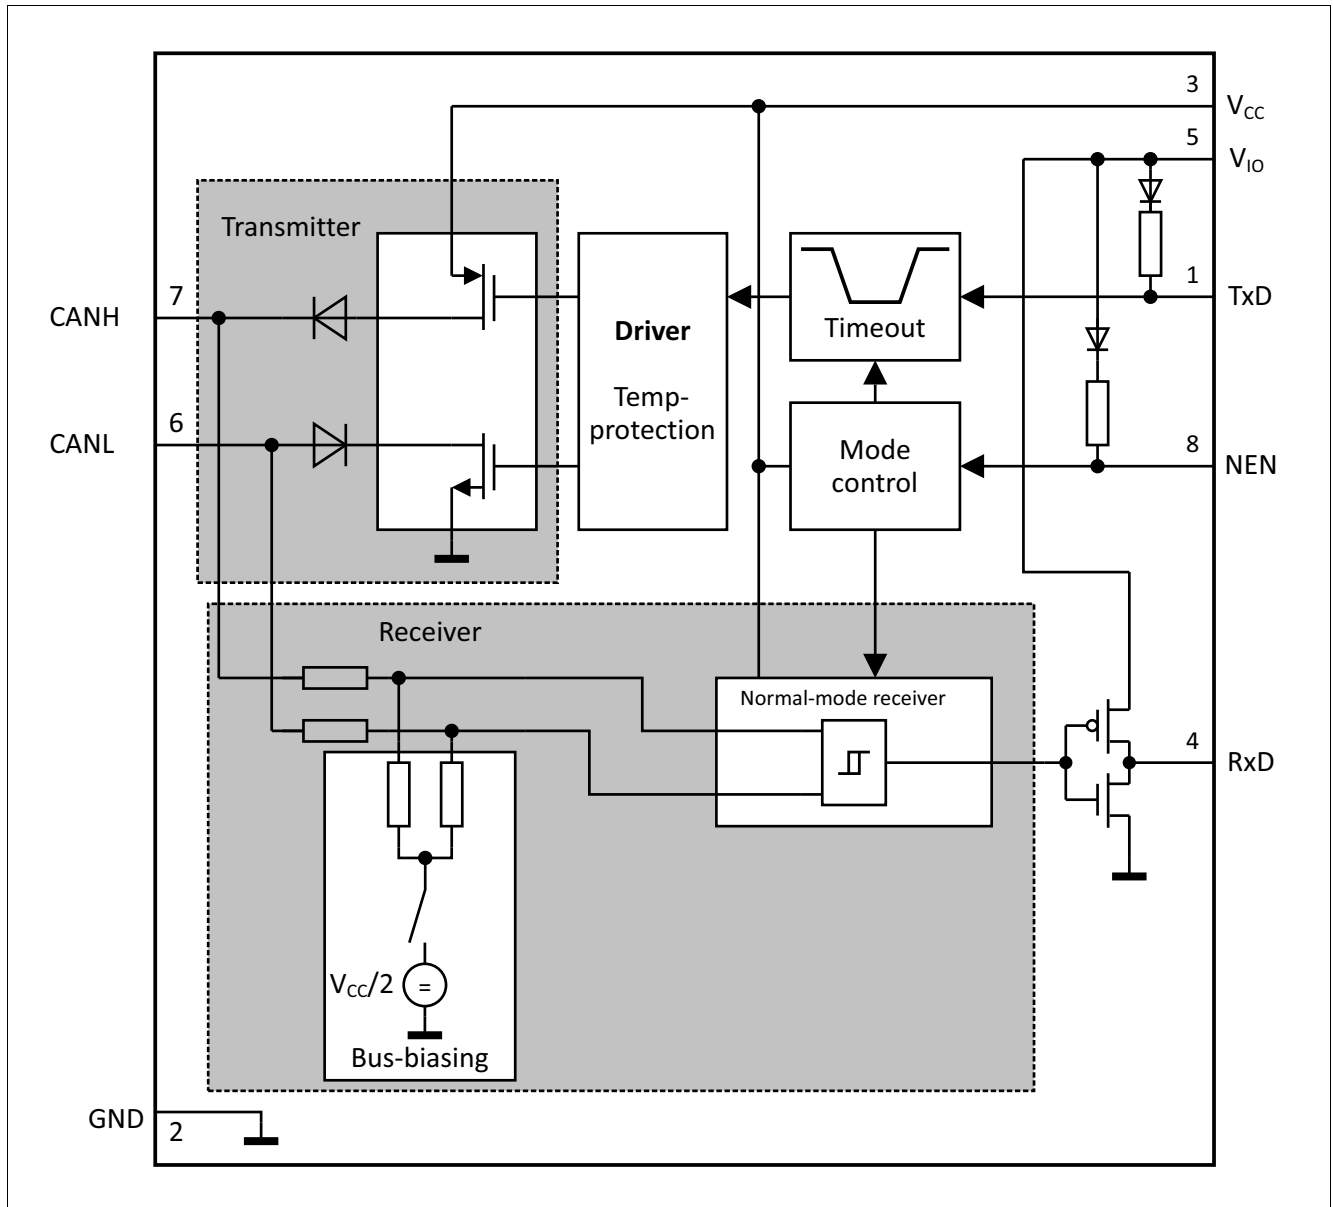 3
VCC
5
VIO
Transmitter
7
CANH
Driver
Temp-
protection
Timeout
1
TxD
6
CANL
Mode
control
8
NEN
Receiver
Normal-mode receiver
4
RxD
VCC/2
=
Bus-biasing
GND
2